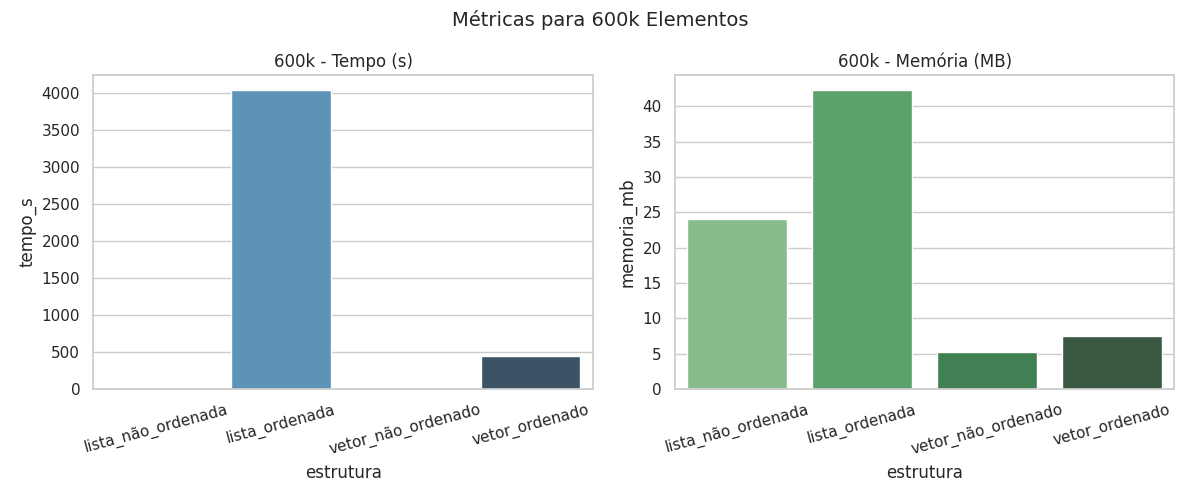 Métricas para 600k Elementos
600k - Tempo (s)
tempo_s
4000
3500
3000
2500
2000
1500
1000
500
0
lista_não_ordenada
lista_ordenada
vetor_não_ordenado
vetor_ordenado
estrutura
600k - Memória (MB)
memoria_mb
40
35
30
25
20
15
10
5
0
lista_não_ordenada
lista_ordenada
vetor_não_ordenado
vetor_ordenado
estrutura